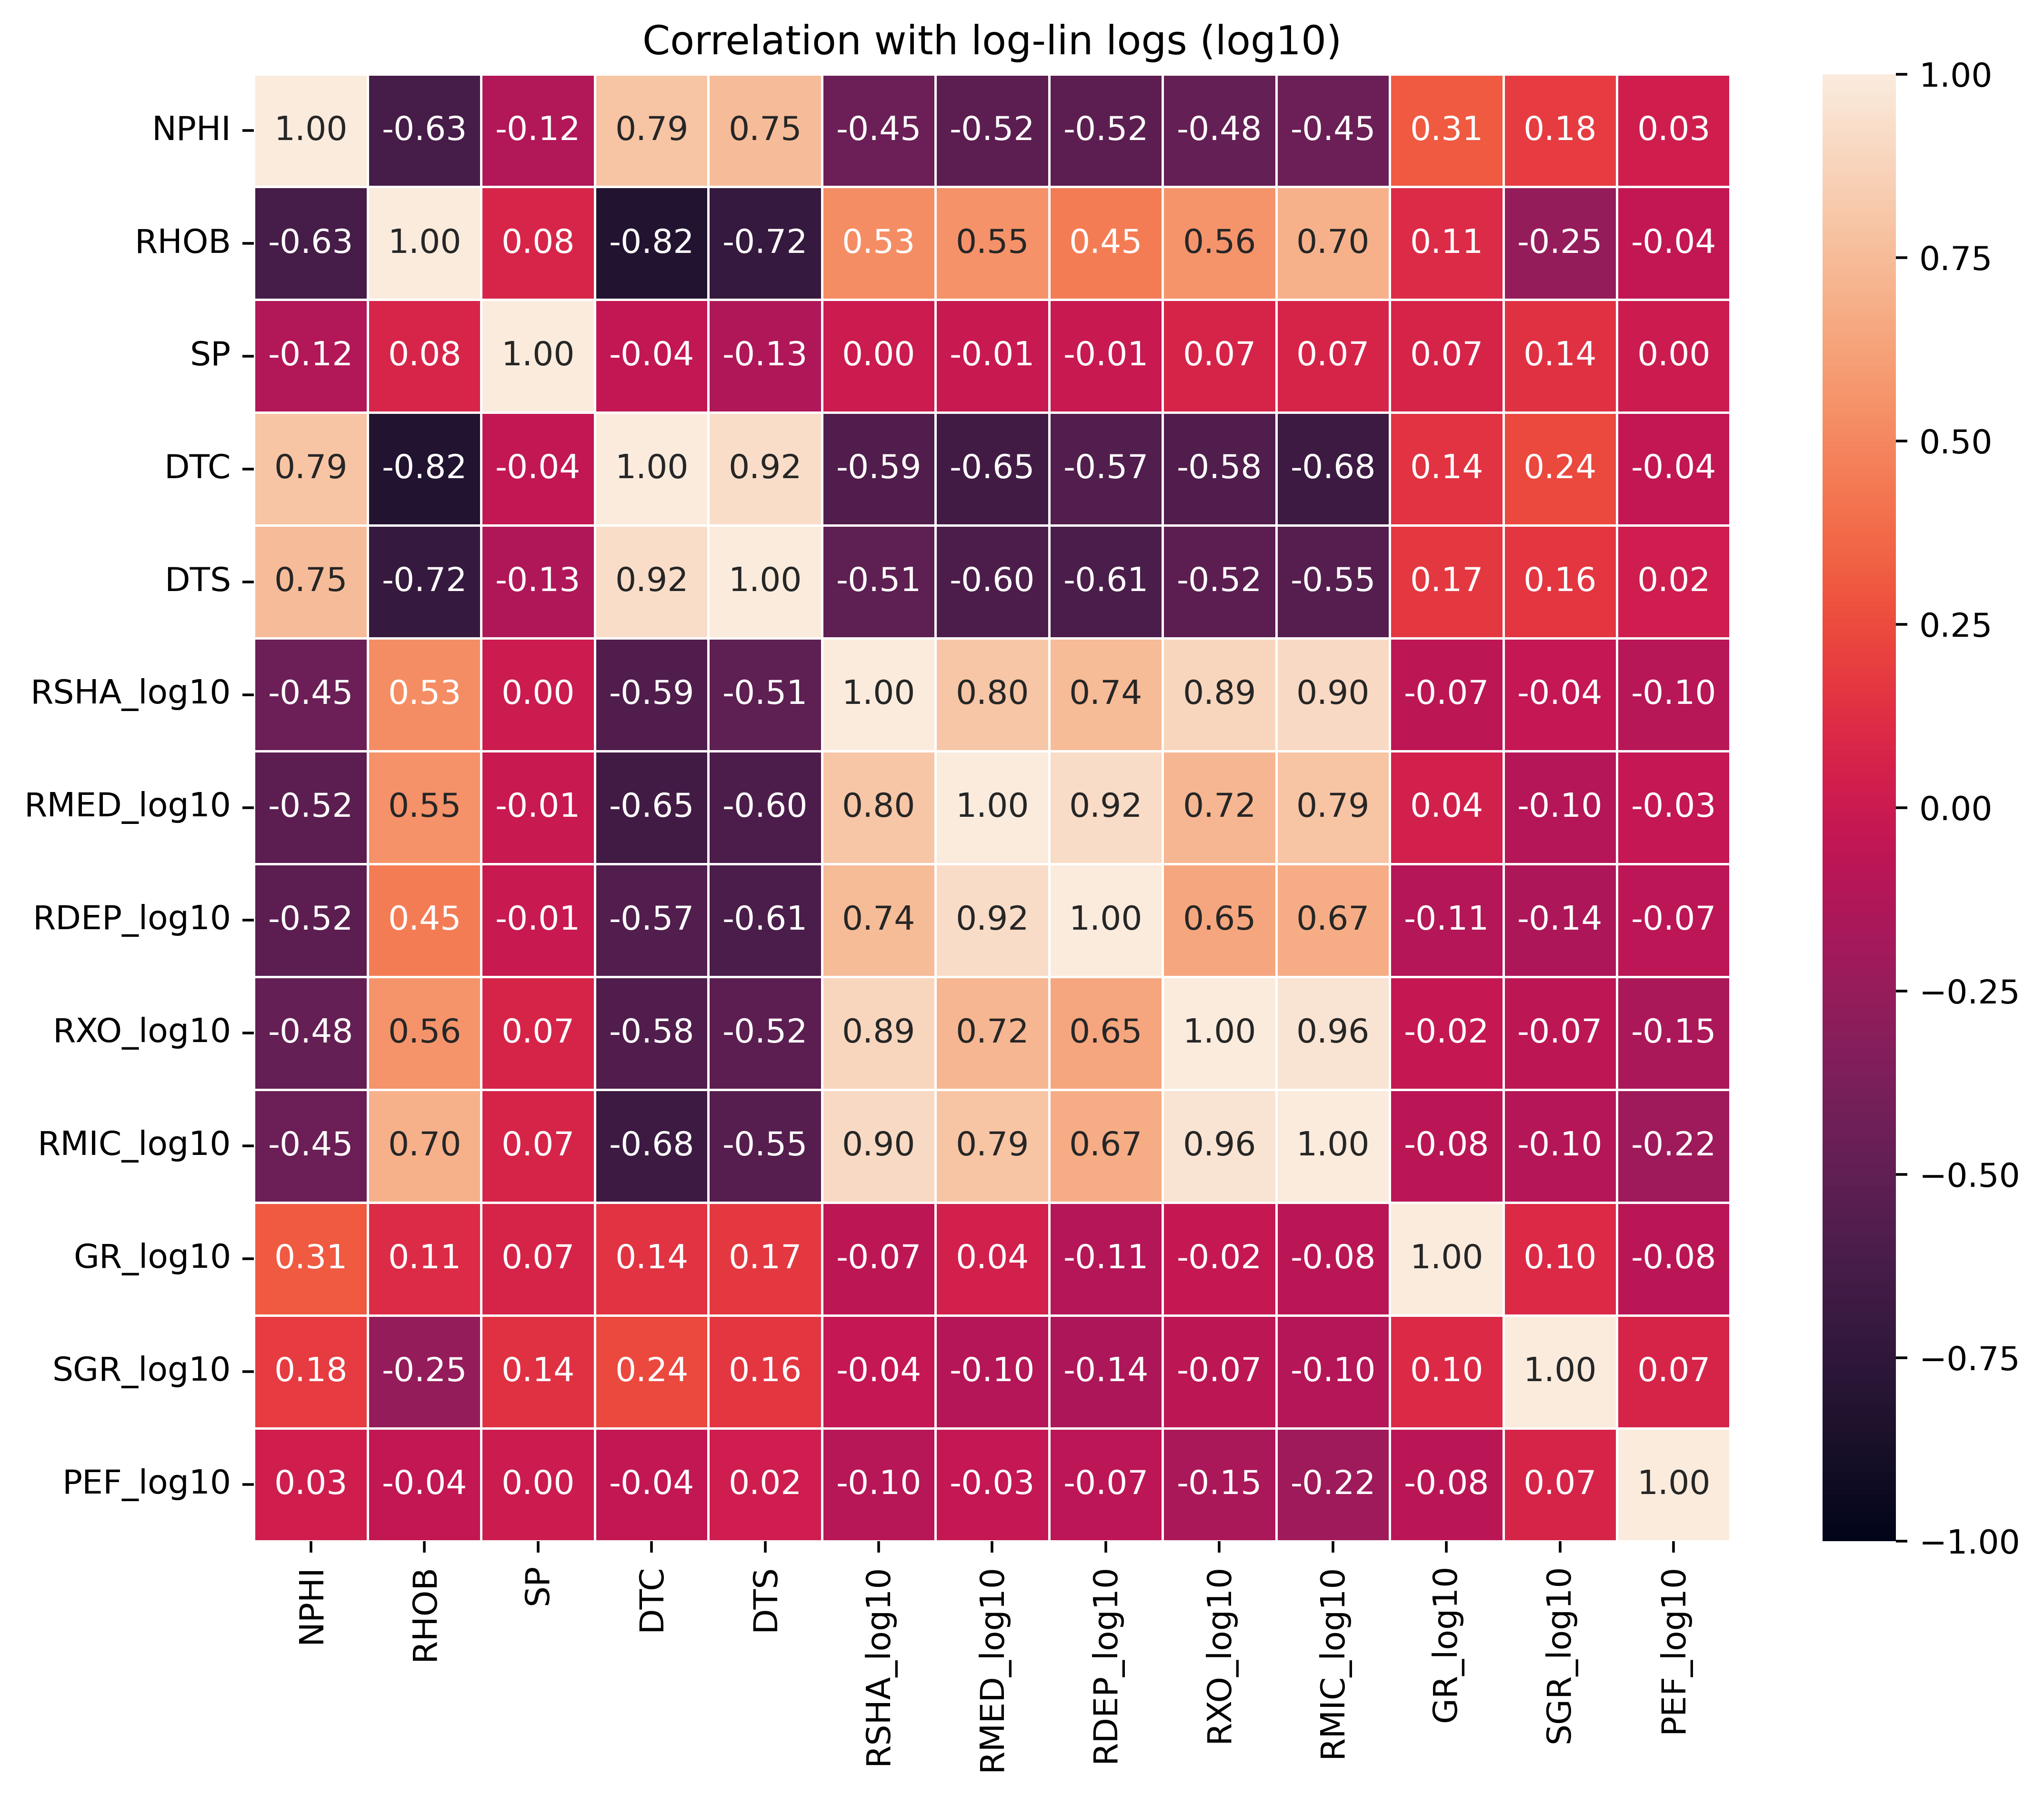 Correlation with log-lin logs (log10)
NPHI 1.00 -0.63 -0.12 0.79 0.75 -0.45 -0.52 -0.52 -0.48 -0.45 0.31 0.18 0.03
RHOB -0.63 1.00 0.08 -0.82 -0.72 0.53 0.55 0.45 0.56 0.70 0.11 -0.25 -0.04
SP -0.12 0.08 1.00 -0.04 -0.13 0.00 -0.01 -0.01 0.07 0.07 0.07 0.14 0.00
DTC 0.79 -0.82 -0.04 1.00 0.92 -0.59 -0.65 -0.57 -0.58 -0.68 0.14 0.24 -0.04
DTS 0.75 -0.72 -0.13 0.92 1.00 -0.51 -0.60 -0.61 -0.52 -0.55 0.17 0.16 0.02
RSHA_log10 -0.45 0.53 0.00 -0.59 -0.51 1.00 0.80 0.74 0.89 0.90 -0.07 -0.04 -0.10
RMED_log10 -0.52 0.55 -0.01 -0.65 -0.60 0.80 1.00 0.92 0.72 0.79 0.04 -0.10 -0.03
RDEP_log10 -0.52 0.45 -0.01 -0.57 -0.61 0.74 0.92 1.00 0.65 0.67 -0.11 -0.14 -0.07
RXO_log10 -0.48 0.56 0.07 -0.58 -0.52 0.89 0.72 0.65 1.00 0.96 -0.02 -0.07 -0.15
RMIC_log10 -0.45 0.70 0.07 -0.68 -0.55 0.90 0.79 0.67 0.96 1.00 -0.08 -0.10 -0.22
GR_log10 0.31 0.11 0.07 0.14 0.17 -0.07 0.04 -0.11 -0.02 -0.08 1.00 0.10 -0.08
SGR_log10 0.18 -0.25 0.14 0.24 0.16 -0.04 -0.10 -0.14 -0.07 -0.10 0.10 1.00 0.07
PEF_log10 0.03 -0.04 0.00 -0.04 0.02 -0.10 -0.03 -0.07 -0.15 -0.22 -0.08 0.07 1.00
NPHI RHOB SP DTC DTS RSHA_log10 RMED_log10 RDEP_log10 RXO_log10 RMIC_log10 GR_log10 SGR_log10 PEF_log10
1.00
0.75
0.50
0.25
0.00
−0.25
−0.50
−0.75
−1.00